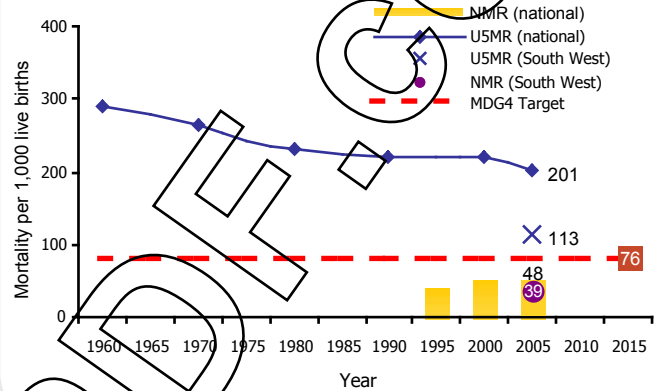 NMR (national)
U5MR (national)
U5MR (South West)
NMR (South West)
MDG4 Target
Mortality per 1,000 live births
400
300
200
100
0
201
113
76
48
39
1960 1965 1970 1975 1980 1985 1990 1995 2000 2005 2010 2015
Year